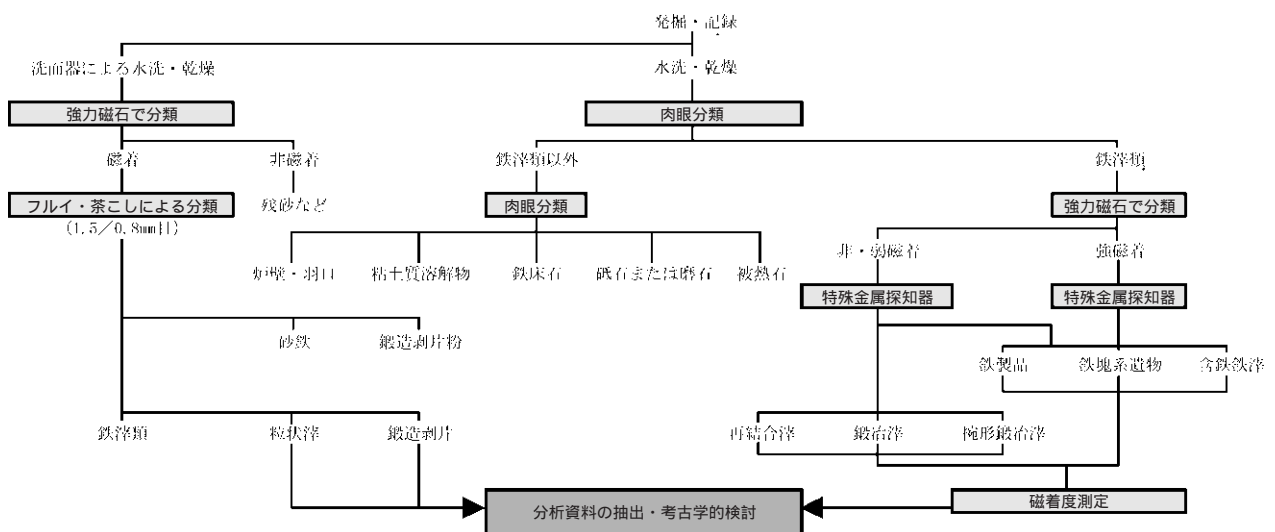 発掘・記録
洗面器による水洗・乾燥
水洗・乾燥
強力磁石で分類
肉眼分類
磁着
非磁着
鉄滓類以外
鉄滓類
フルイ・茶こしによる分類
(1.5/0.8mm目)
残砂など
肉眼分類
強力磁石で分類
非・弱磁着
強磁着
炉壁・羽口
粘土質溶解物
鉄床石
砥石または磨石
被熱石
特殊金属探知器
特殊金属探知器
砂鉄
鍛造剥片粉
鉄製品
鉄塊系遺物
含鉄鉄滓
鉄滓類
粒状滓
鍛造剥片
再結合滓
鍛冶滓
椀形鍛冶滓
分析資料の抽出・考古学的検討
磁着度測定